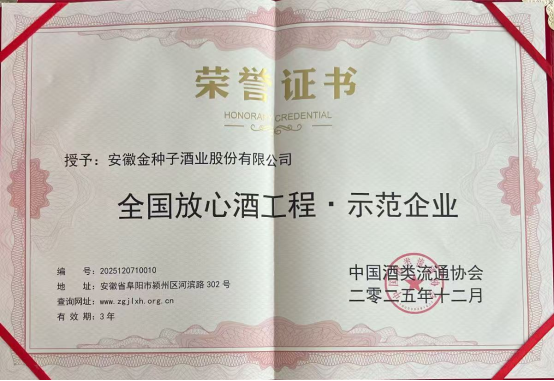 荣誉证书
HONORARY CREDENTIAL
授予：安徽金种子酒业股份有限公司
全国放心酒工程·示范企业
编　号：2025120710010
地　址：安徽省阜阳市颍州区河滨路302号
查询网址：www.zgjlxh.org.cn
有 效 期：3年
中国酒类流通协会
二零二五年十二月